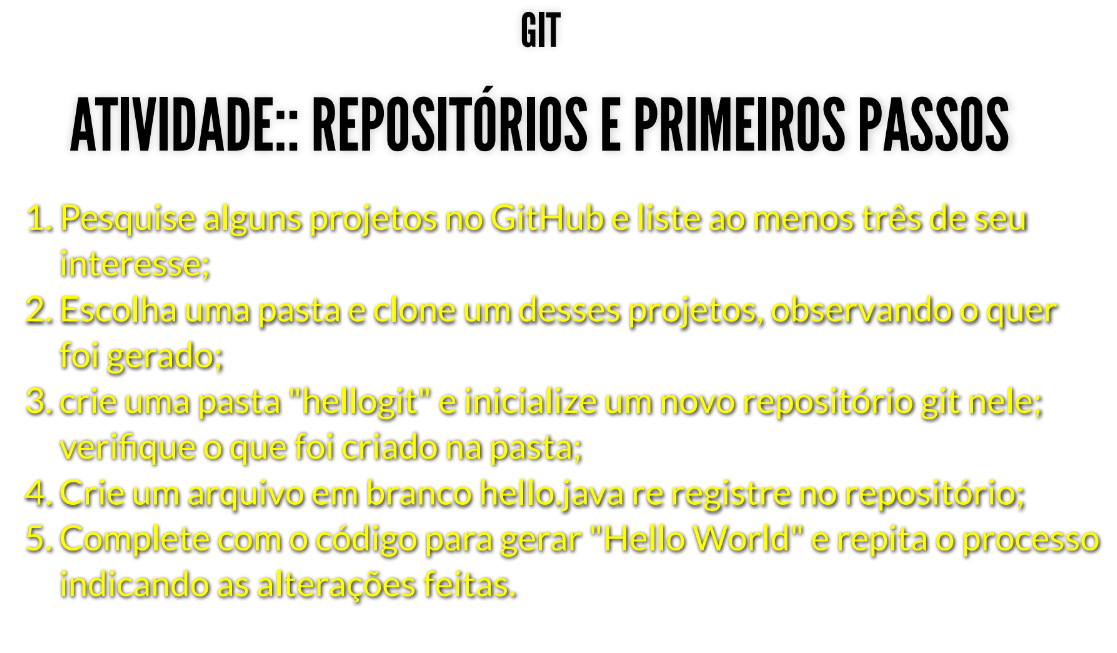 GIT
ATIVIDADE:: REPOSITÓRIOS E PRIMEIROS PASSOS
1. Pesquise alguns projetos no GitHub e liste ao menos três de seu
interesse;
2. Escolha uma pasta e clone um desses projetos, observando o quer
foi gerado;
3. crie uma pasta "hellogit" e inicialize um novo repositório git nele;
verifique o que foi criado na pasta;
4. Crie um arquivo em branco hello.java re registre no repositório;
5. Complete com o código para gerar "Hello World" e repita o processo
indicando as alterações feitas.